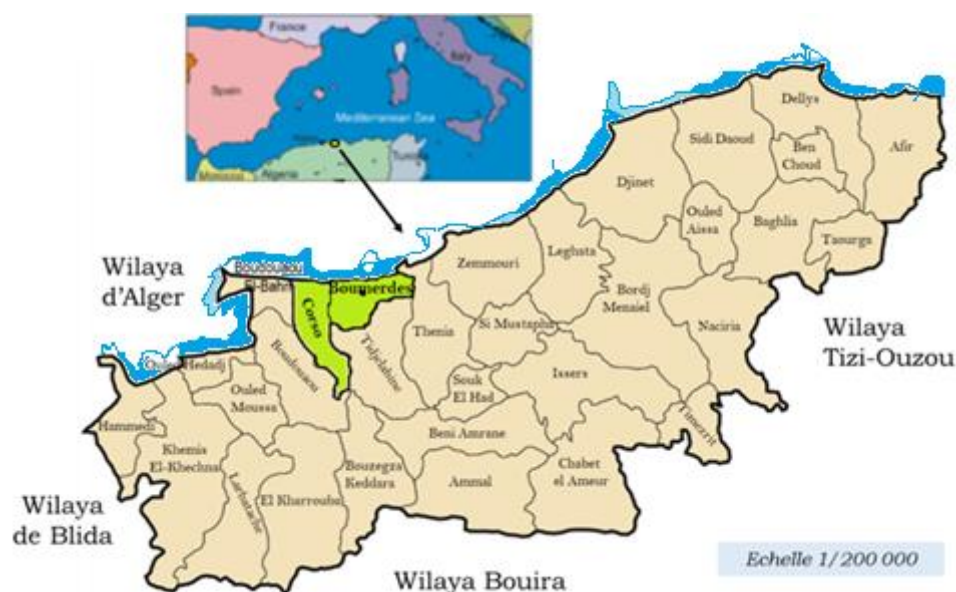 France
Italy
Spain
Mediterranean Sea
Algeria
Dellys
Sidi Daoud
Afir
Ben
Choud
Djinet
Ouled
Aissa
Baghlia
Taourga
Leghata
Zemmouri
Wilaya
d'Alger
Boudouaou
El-Bahri
Boumerdes
Corso
Bordj
Menaiel
Thenia
Si Mustapha
Naciria
Wilaya
Tizi-Ouzou
Tidjelabine
Boudouaou
Ouled Hedadj
Issers
Souk
El Had
Ouled
Moussa
Timezrit
Hammedi
Beni Amrane
Khemis
El-Khechna
Bouzegza
Keddara
Chabet
el Ameur
Ammal
Larbatache
El Kharrouba
Wilaya
de Blida
Wilaya Bouira
Echelle 1/200 000